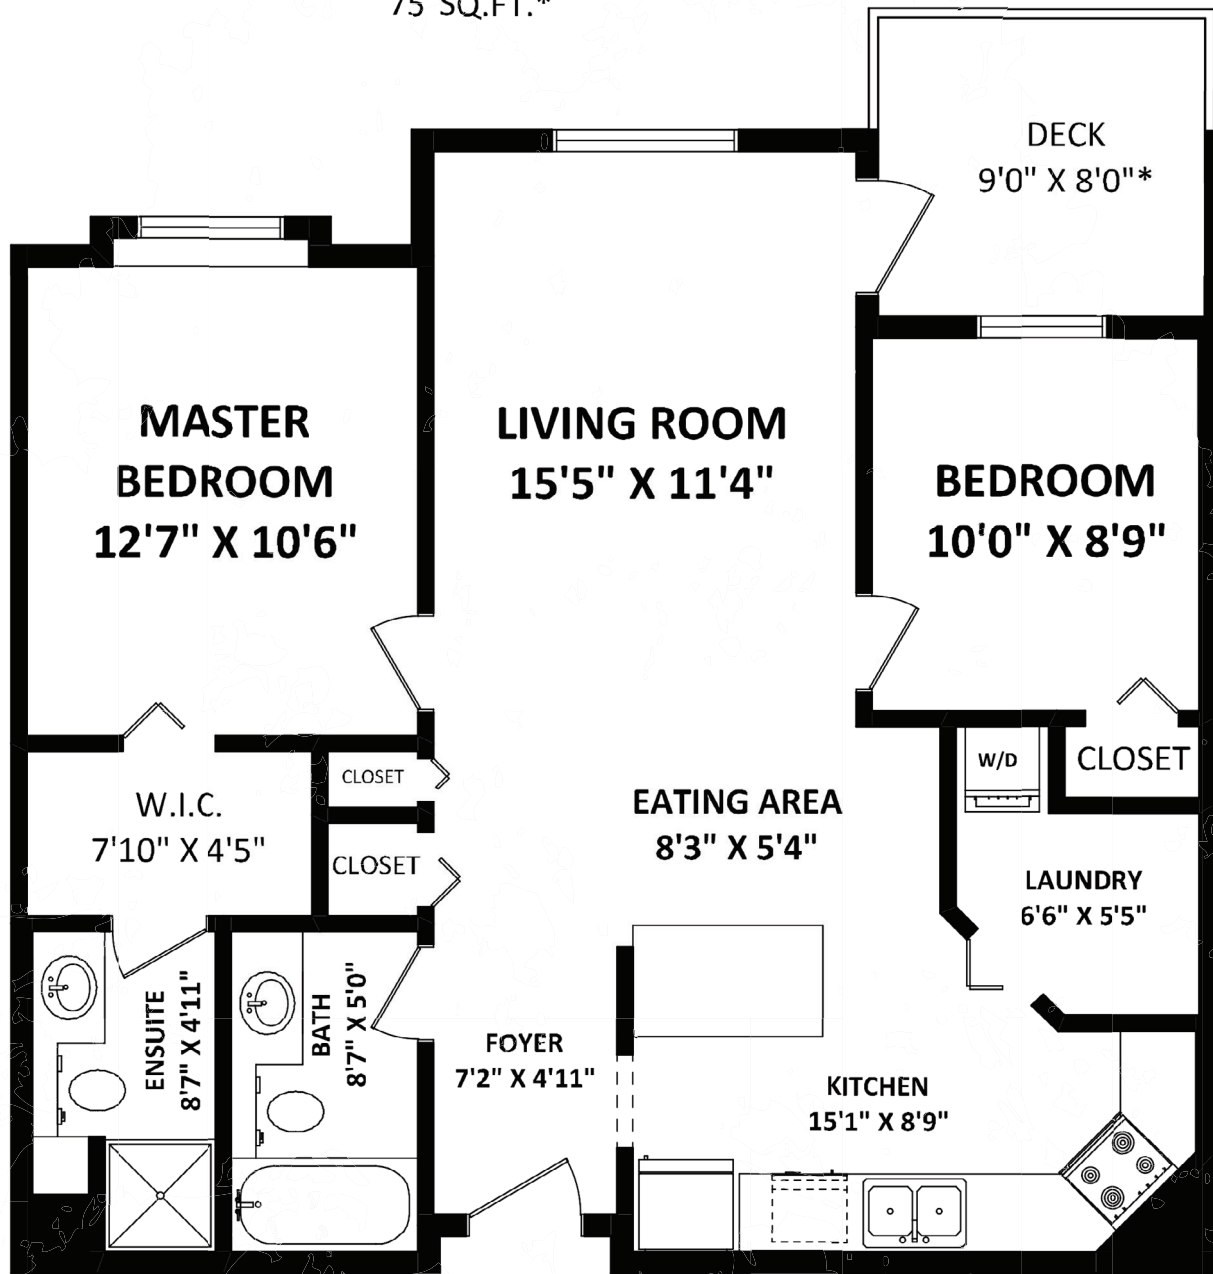 75 SQ.FT.*
DECK
9'0" X 8'0"*
MASTER
BEDROOM
12'7" X 10'6"
LIVING ROOM
15'5" X 11'4"
BEDROOM
10'0" X 8'9"
W.I.C.
7'10" X 4'5"
CLOSET
CLOSET
EATING AREA
8'3" X 5'4"
W/D
CLOSET
LAUNDRY
6'6" X 5'5"
ENSUITE
8'7" X 4'11"
BATH
8'7" X 5'0"
FOYER
7'2" X 4'11"
KITCHEN
15'1" X 8'9"